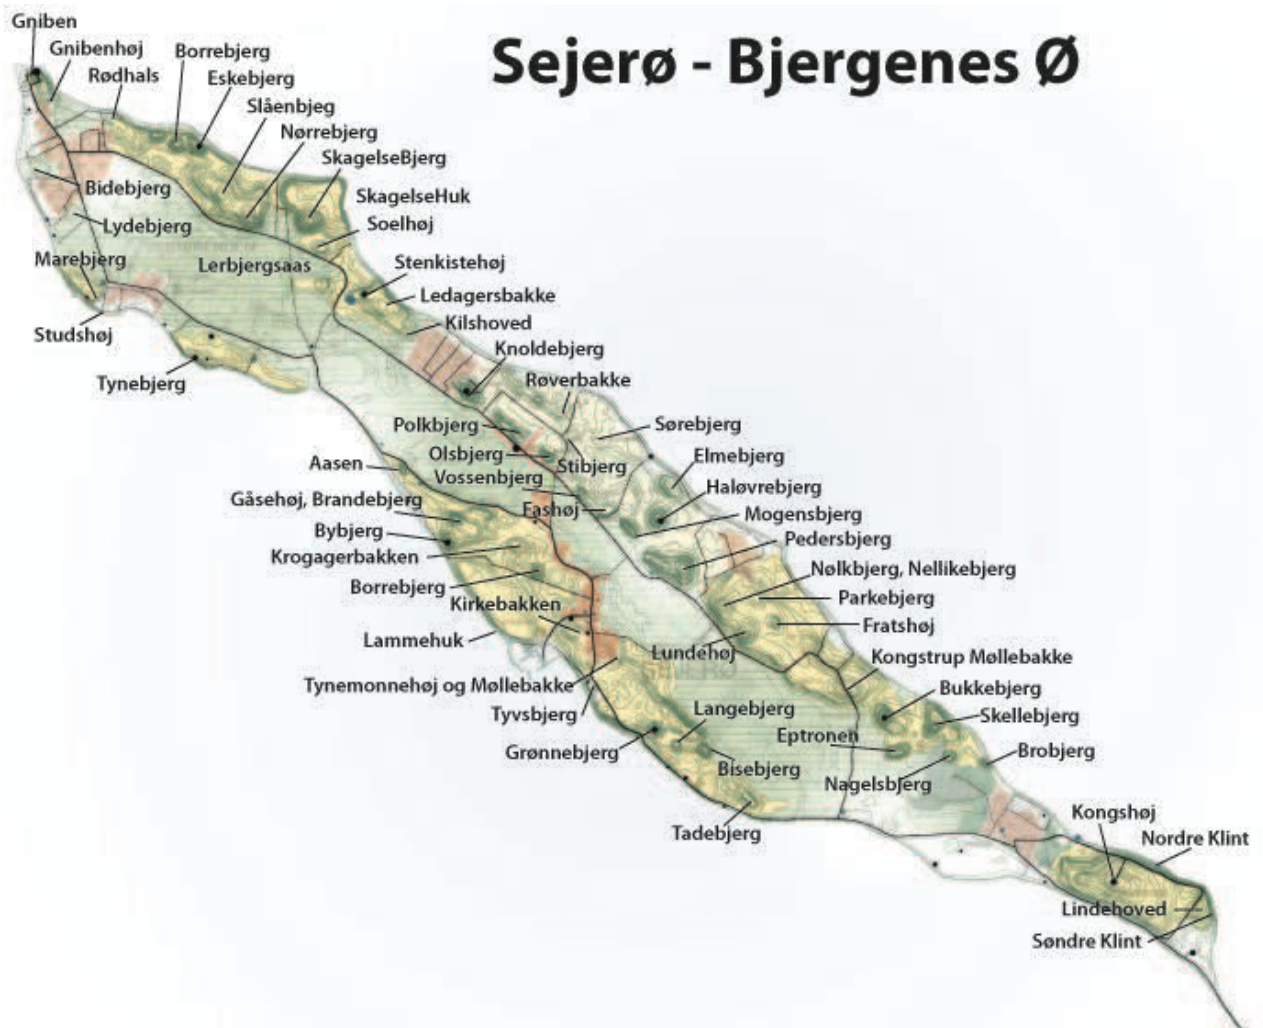 Gniben
Sejerø - Bjergenes Ø
Gnibenhøj
Borrebjerg
Rødhals
Eskebjerg
Slåenbjeg
Nørrebjerg
SkagelseBjerg
Bidebjerg
SkagelseHuk
Lydebjerg
Soelhøj
Marebjerg
Lerbjergsaas
Stenkistehøj
Ledagersbakke
Kilshoved
Studshøj
Knoldebjerg
Tynebjerg
Røverbakke
Polkbjerg
Sørebjerg
Olsbjerg
Elmebjerg
Aasen
Stibjerg
Vossenbjerg
Haløvrebjerg
Gåsehøj, Brandebjerg
Fashøj
Mogensbjerg
Bybjerg
Pedersbjerg
Krogagerbakken
Nølkbjerg, Nellikebjerg
Borrebjerg
Parkebjerg
Kirkebakken
Fratshøj
Lammehuk
Lundehøj
Kongstrup Møllebakke
Tynemonnehøj og Møllebakke
Bukkebjerg
Tyvsbjerg
Langebjerg
Skellebjerg
Eptronen
Grønnebjerg
Brobjerg
Bisebjerg
Nagelsbjerg
Kongshøj
Tadebjerg
Nordre Klint
Lindehoved
Søndre Klint